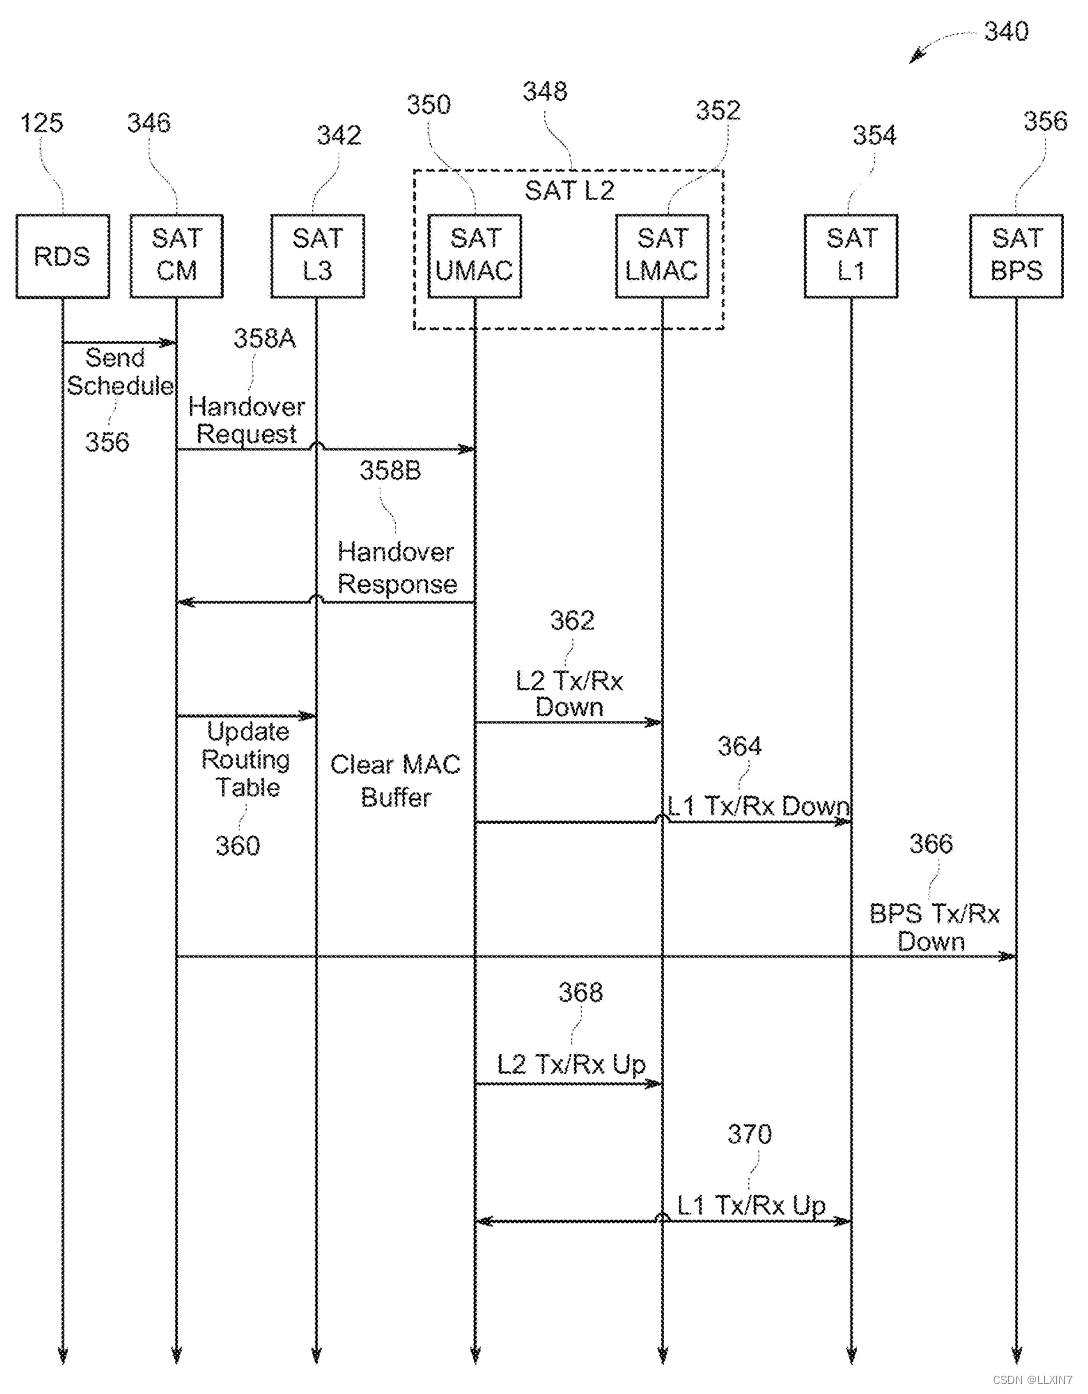 340
348
350
352
125
346
342
354
356
SAT L2
RDS
SAT
CM
SAT
L3
SAT
UMAC
SAT
LMAC
SAT
L1
SAT
BPS
358A
Send
Schedule
356
Handover
Request
358B
Handover
Response
362
L2 Tx/Rx
Down
Update
Routing
Table
360
Clear MAC
Buffer
364
L1 Tx/Rx Down
366
BPS Tx/Rx
Down
368
L2 Tx/Rx Up
370
L1 Tx/Rx Up
CSDN @LLXIN7